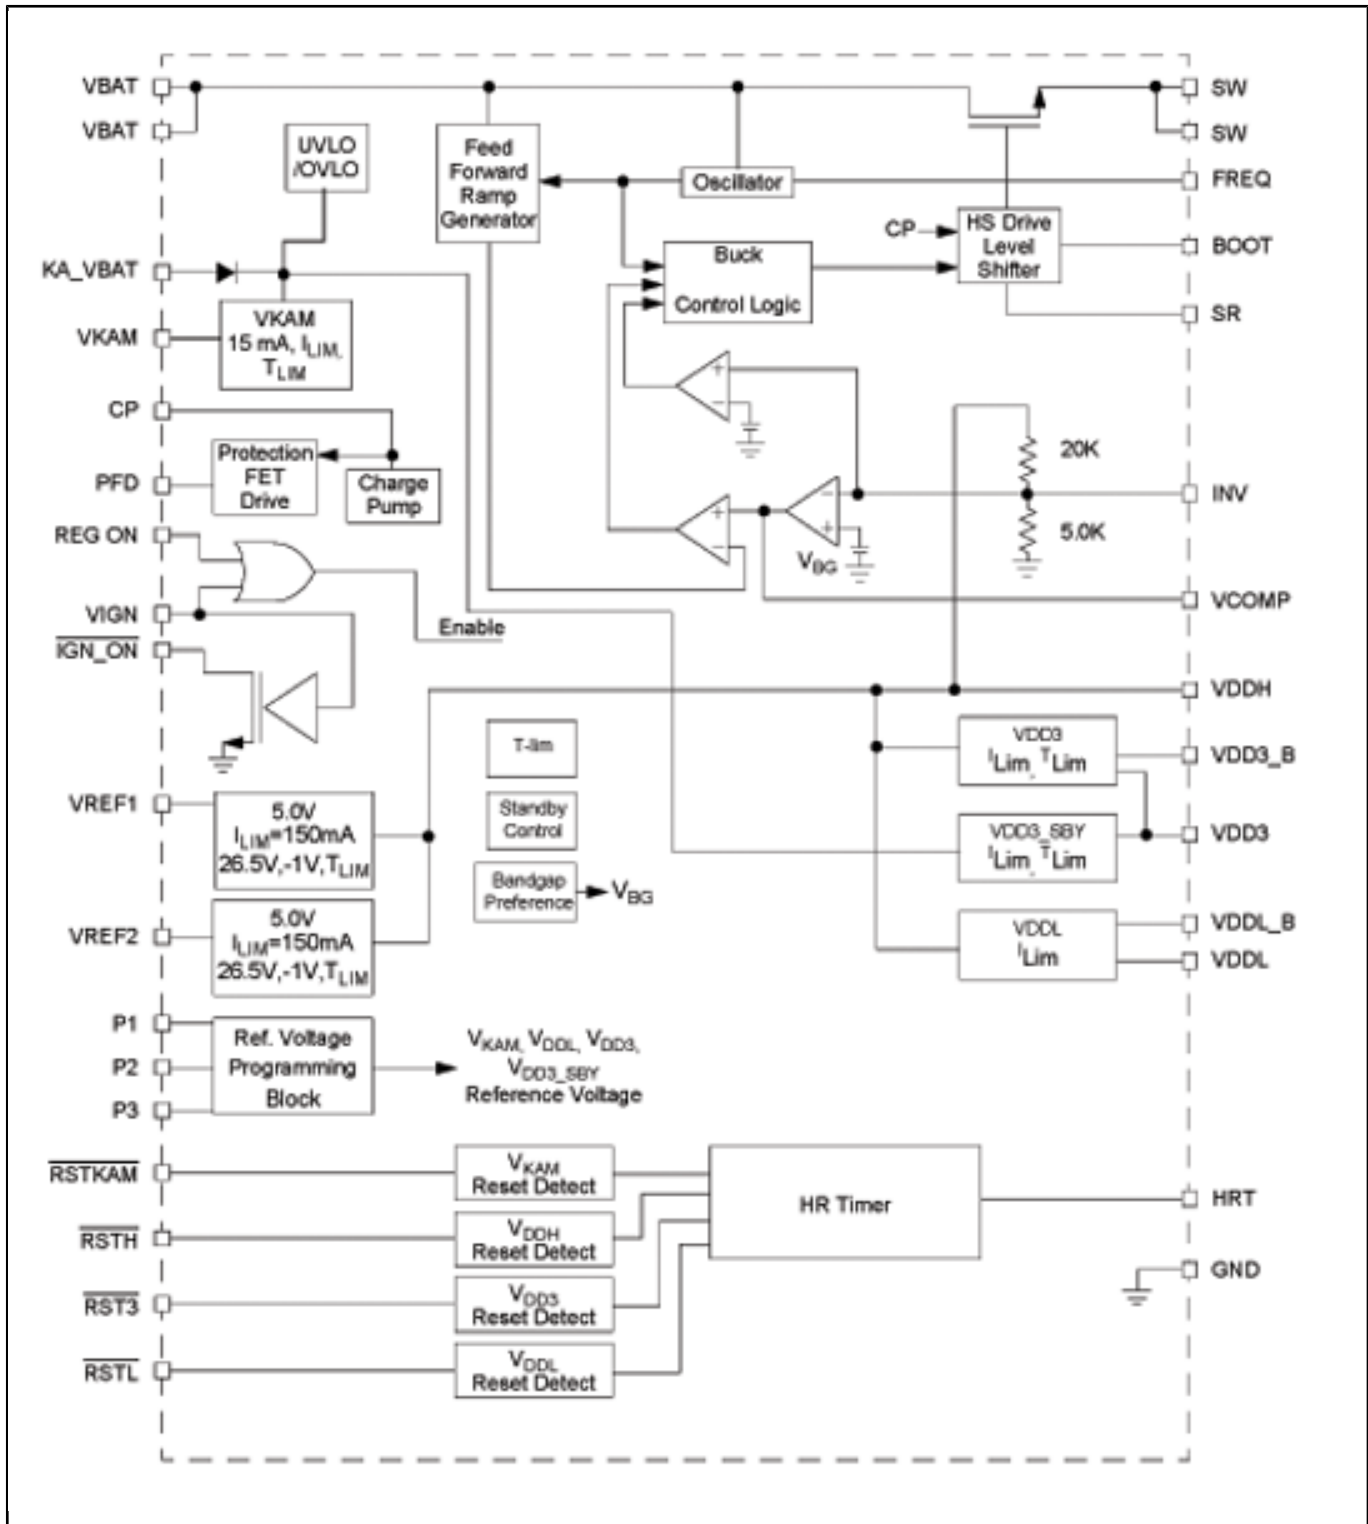 VBAT
VBAT
UVLO
/OVLO
Feed
Forward
Ramp
Generator
Oscillator
SW
SW
FREQ
CP
HS Drive
Level
Shifter
BOOT
SR
Buck
Control Logic
KA_VBAT
VKAM
VKAM
15 mA, ILIM,
TLIM
CP
Protection
FET
Drive
Charge
Pump
PFD
+
−
20K
5.0K
INV
+
−
−
+
VBG
REG ON
VIGN
IGN_ON
Enable
VCOMP
VDDH
T-lim
Standby
Control
Bandgap
Preference
VBG
VDD3
ILim, TLim
VDD3_B
VDD3_SBY
ILim, TLim
VDD3
VDDL
ILim
VDDL_B
VDDL
VREF1
5.0V
ILIM=150mA
26.5V,-1V,TLIM
VREF2
5.0V
ILIM=150mA
26.5V,-1V,TLIM
P1
P2
P3
Ref. Voltage
Programming
Block
VKAM, VDDL, VDD3,
VDD3_SBY
Reference Voltage
RSTKAM
VKAM
Reset Detect
RSTH
VDDH
Reset Detect
RST3
VDD3
Reset Detect
RSTL
VDDL
Reset Detect
HR Timer
HRT
GND